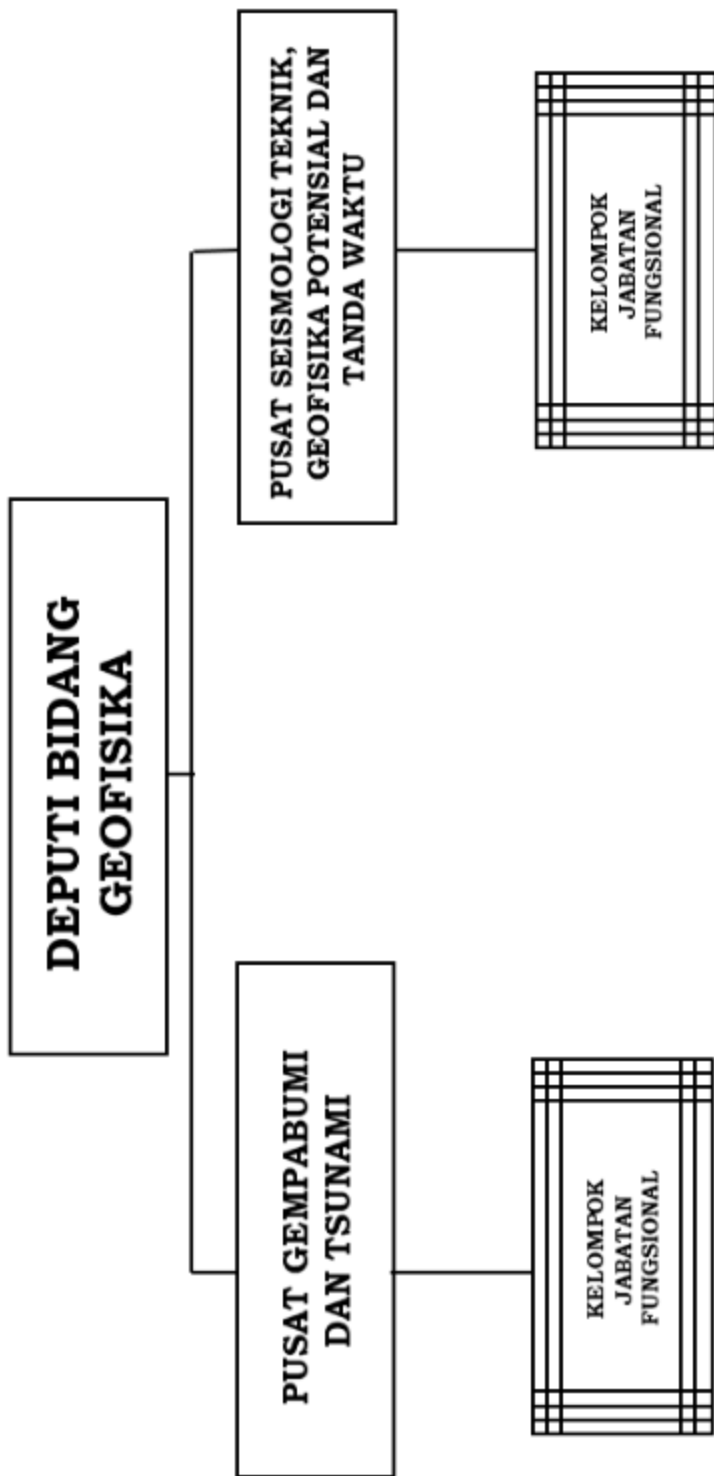 DEPUTI BIDANG
GEOFISIKA
PUSAT GEMPABUMI
DAN TSUNAMI
PUSAT SEISMOLOGI TEKNIK,
GEOFISIKA POTENSIAL DAN
TANDA WAKTU
KELOMPOK
JABATAN
FUNGSIONAL
KELOMPOK
JABATAN
FUNGSIONAL